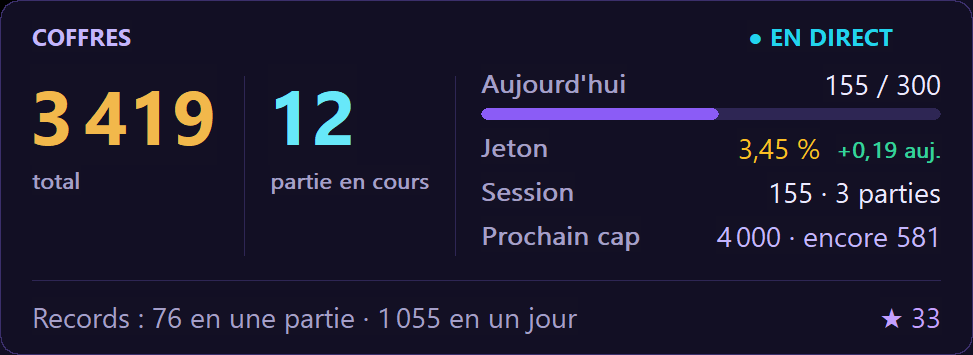 COFFRES
● EN DIRECT
3 419
total
12
partie en cours
Aujourd'hui 155 / 300
Jeton 3,45 % +0,19 auj.
Session 155 · 3 parties
Prochain cap 4 000 · encore 581
Records : 76 en une partie · 1 055 en un jour
★ 33